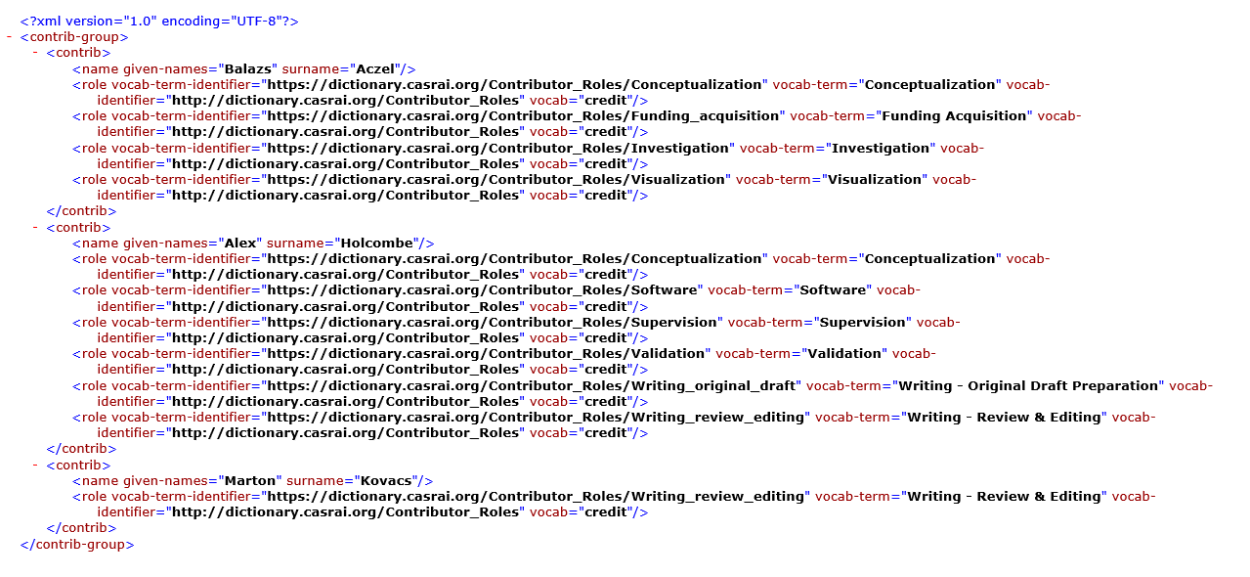 <?xml version="1.0" encoding="UTF-8"?>
- <contrib-group>
- <contrib>
<name given-names="Balazs" surname="Aczel"/>
<role vocab-term-identifier="https://dictionary.casrai.org/Contributor_Roles/Conceptualization" vocab-term="Conceptualization" vocab-
identifier="http://dictionary.casrai.org/Contributor_Roles" vocab="credit"/>
<role vocab-term-identifier="https://dictionary.casrai.org/Contributor_Roles/Funding_acquisition" vocab-term="Funding Acquisition" vocab-
identifier="http://dictionary.casrai.org/Contributor_Roles" vocab="credit"/>
<role vocab-term-identifier="https://dictionary.casrai.org/Contributor_Roles/Investigation" vocab-term="Investigation" vocab-
identifier="http://dictionary.casrai.org/Contributor_Roles" vocab="credit"/>
<role vocab-term-identifier="https://dictionary.casrai.org/Contributor_Roles/Visualization" vocab-term="Visualization" vocab-
identifier="http://dictionary.casrai.org/Contributor_Roles" vocab="credit"/>
</contrib>
- <contrib>
<name given-names="Alex" surname="Holcombe"/>
<role vocab-term-identifier="https://dictionary.casrai.org/Contributor_Roles/Conceptualization" vocab-term="Conceptualization" vocab-
identifier="http://dictionary.casrai.org/Contributor_Roles" vocab="credit"/>
<role vocab-term-identifier="https://dictionary.casrai.org/Contributor_Roles/Software" vocab-term="Software" vocab-
identifier="http://dictionary.casrai.org/Contributor_Roles" vocab="credit"/>
<role vocab-term-identifier="https://dictionary.casrai.org/Contributor_Roles/Supervision" vocab-term="Supervision" vocab-
identifier="http://dictionary.casrai.org/Contributor_Roles" vocab="credit"/>
<role vocab-term-identifier="https://dictionary.casrai.org/Contributor_Roles/Validation" vocab-term="Validation" vocab-
identifier="http://dictionary.casrai.org/Contributor_Roles" vocab="credit"/>
<role vocab-term-identifier="https://dictionary.casrai.org/Contributor_Roles/Writing_original_draft" vocab-term="Writing - Original Draft Preparation" vocab-
identifier="http://dictionary.casrai.org/Contributor_Roles" vocab="credit"/>
<role vocab-term-identifier="https://dictionary.casrai.org/Contributor_Roles/Writing_review_editing" vocab-term="Writing - Review & Editing" vocab-
identifier="http://dictionary.casrai.org/Contributor_Roles" vocab="credit"/>
</contrib>
- <contrib>
<name given-names="Marton" surname="Kovacs"/>
<role vocab-term-identifier="https://dictionary.casrai.org/Contributor_Roles/Writing_review_editing" vocab-term="Writing - Review & Editing" vocab-
identifier="http://dictionary.casrai.org/Contributor_Roles" vocab="credit"/>
</contrib>
</contrib-group>